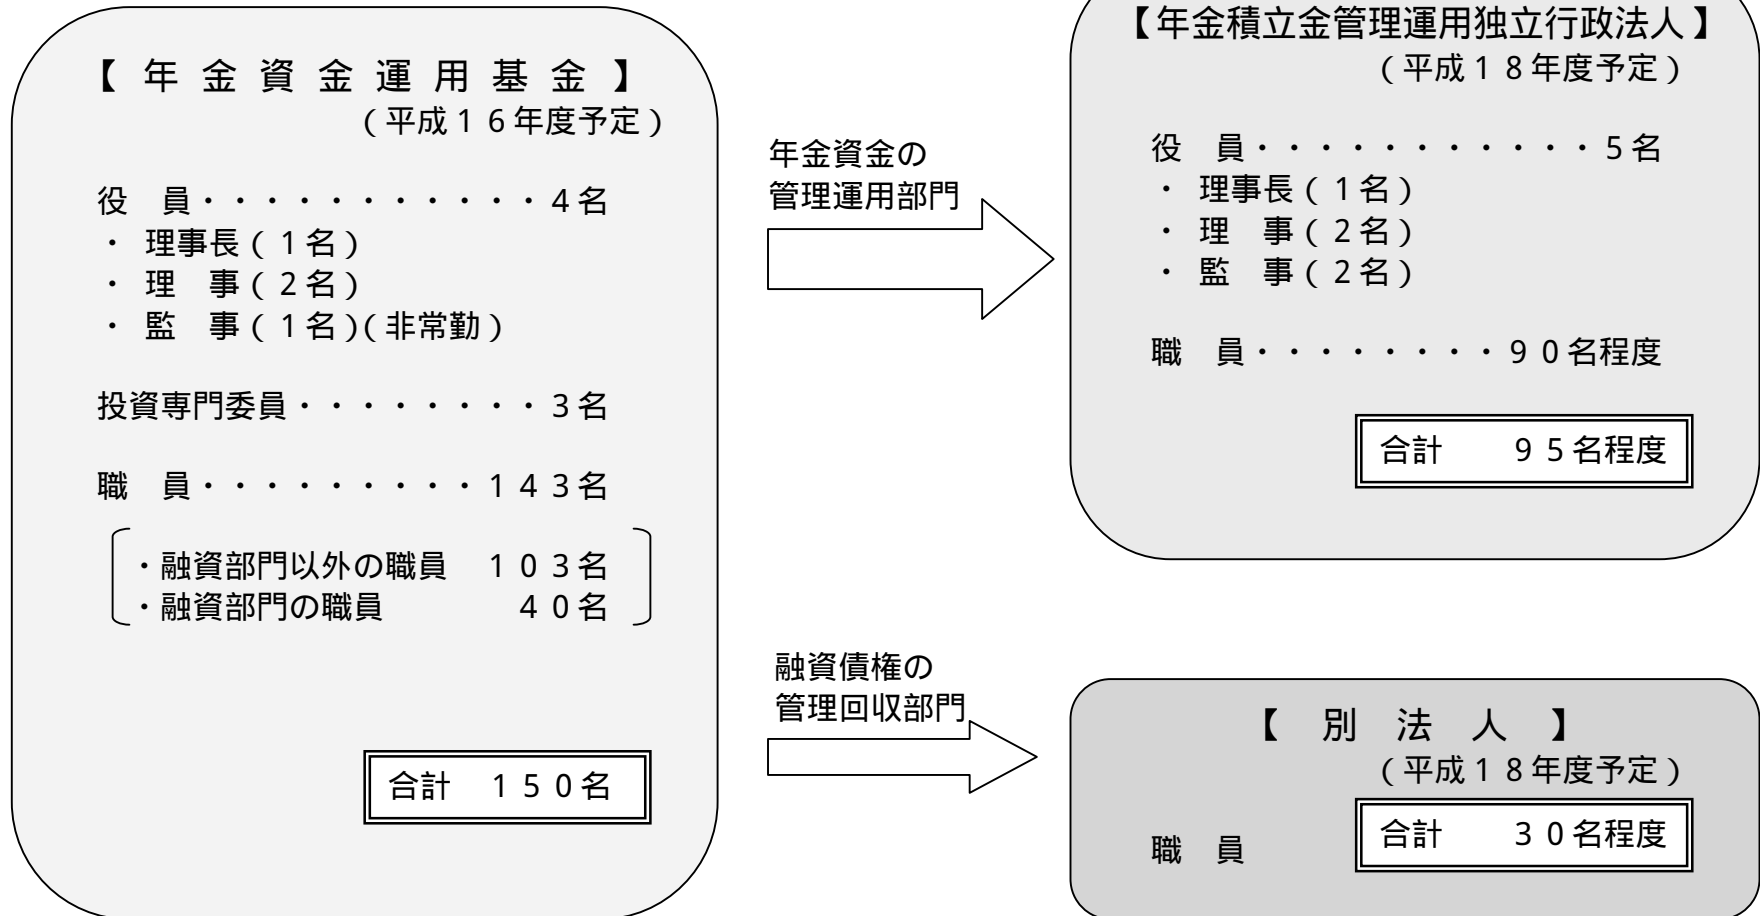 【年金資金運用基金】
（平成１６年度予定）
役　員・・・・・・・・・・・４名
・ 理事長（１名）
・ 理　事（２名）
・ 監　事（１名）（非常勤）
投資専門委員・・・・・・・・３名
職　員・・・・・・・・・１４３名
・融資部門以外の職員　１０３名
・融資部門の職員　　　　４０名
合計　１５０名
年金資金の
管理運用部門
融資債権の
管理回収部門
【年金積立金管理運用独立行政法人】
（平成１８年度予定）
役　員・・・・・・・・・・・５名
・ 理事長（１名）
・ 理　事（２名）
・ 監　事（２名）
職　員・・・・・・・・９０名程度
合計　　９５名程度
【　別　法　人　】
（平成１８年度予定）
職　員
合計　　３０名程度